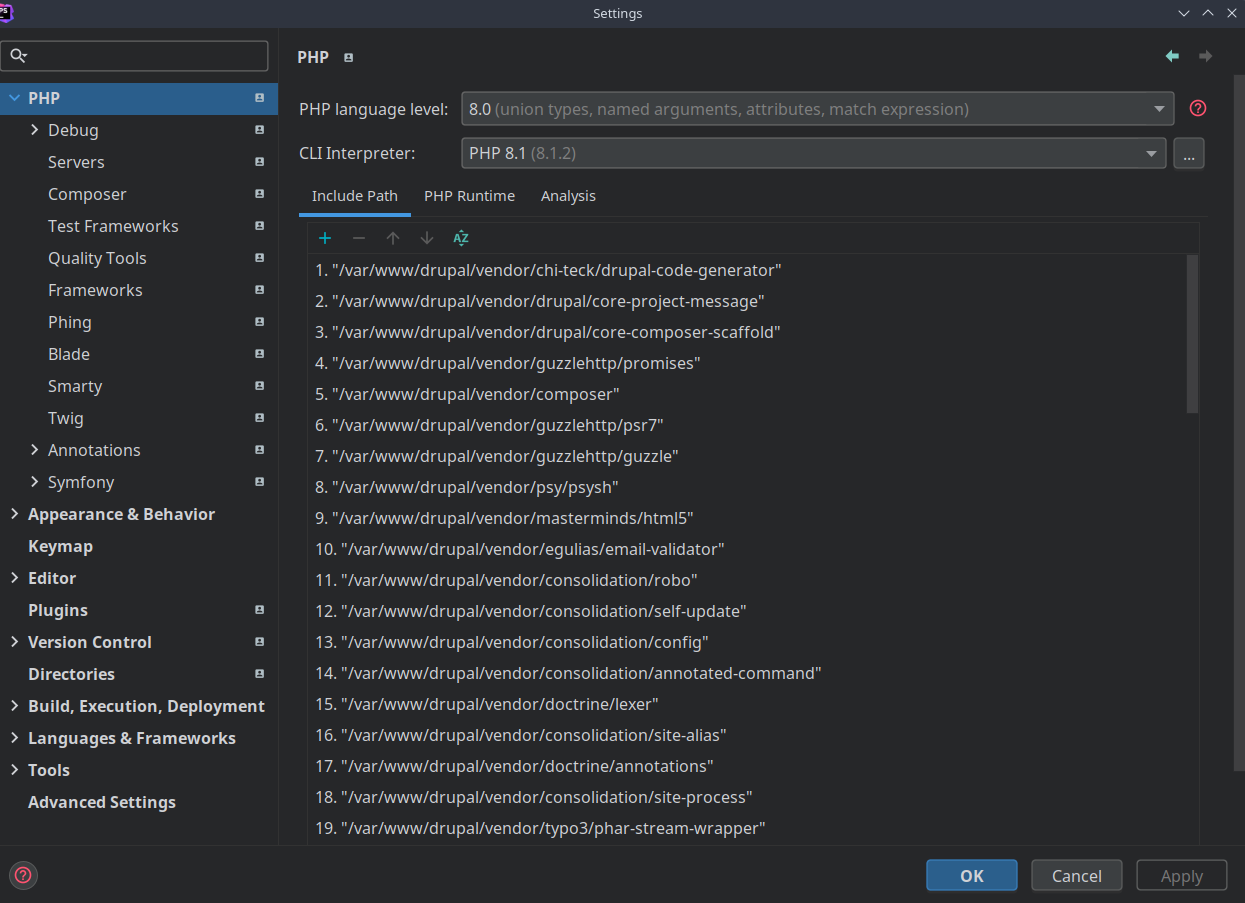 Settings
PHP
PHP
Debug
Servers
Composer
Test Frameworks
Quality Tools
Frameworks
Phing
Blade
Smarty
Twig
Annotations
Symfony
Appearance & Behavior
Keymap
Editor
Plugins
Version Control
Directories
Build, Execution, Deployment
Languages & Frameworks
Tools
Advanced Settings
PHP language level: 8.0 (union types, named arguments, attributes, match expression)
CLI Interpreter: PHP 8.1 (8.1.2) ...
Include Path PHP Runtime Analysis
AZ
1. "/var/www/drupal/vendor/chi-teck/drupal-code-generator"
2. "/var/www/drupal/vendor/drupal/core-project-message"
3. "/var/www/drupal/vendor/drupal/core-composer-scaffold"
4. "/var/www/drupal/vendor/guzzlehttp/promises"
5. "/var/www/drupal/vendor/composer"
6. "/var/www/drupal/vendor/guzzlehttp/psr7"
7. "/var/www/drupal/vendor/guzzlehttp/guzzle"
8. "/var/www/drupal/vendor/psy/psysh"
9. "/var/www/drupal/vendor/masterminds/html5"
10. "/var/www/drupal/vendor/egulias/email-validator"
11. "/var/www/drupal/vendor/consolidation/robo"
12. "/var/www/drupal/vendor/consolidation/self-update"
13. "/var/www/drupal/vendor/consolidation/config"
14. "/var/www/drupal/vendor/consolidation/annotated-command"
15. "/var/www/drupal/vendor/doctrine/lexer"
16. "/var/www/drupal/vendor/consolidation/site-alias"
17. "/var/www/drupal/vendor/doctrine/annotations"
18. "/var/www/drupal/vendor/consolidation/site-process"
19. "/var/www/drupal/vendor/typo3/phar-stream-wrapper"
OK Cancel Apply